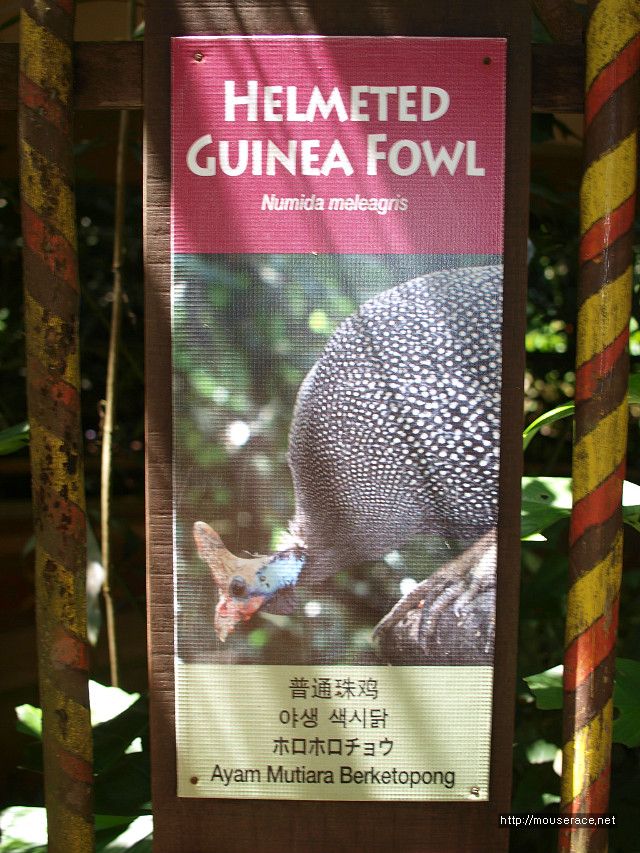 HELMETED
GUINEA FOWL
Numida meleagris
普通珠鸡
야생 색시닭
ホロホロチョウ
Ayam Mutiara Berketopong
http://mouserace.net